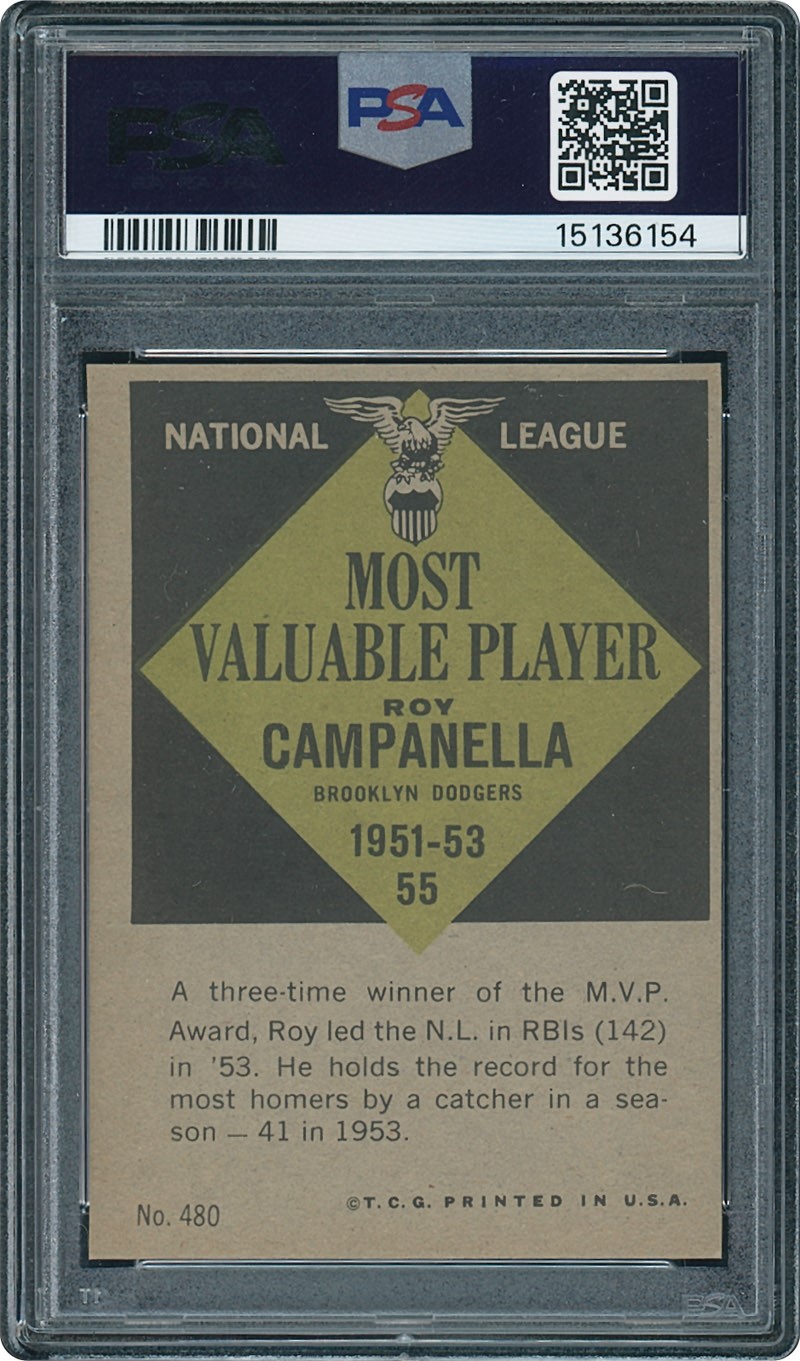 PSA
PSA
15136154
NATIONAL LEAGUE
MOST
VALUABLE PLAYER
ROY
CAMPANELLA
BROOKLYN DODGERS
1951-53
55
A three-time winner of the M.V.P.
Award, Roy led the N.L. in RBIs (142)
in '53. He holds the record for the
most homers by a catcher in a sea-
son — 41 in 1953.
No. 480
©T.C.G. PRINTED IN U.S.A.
PSA